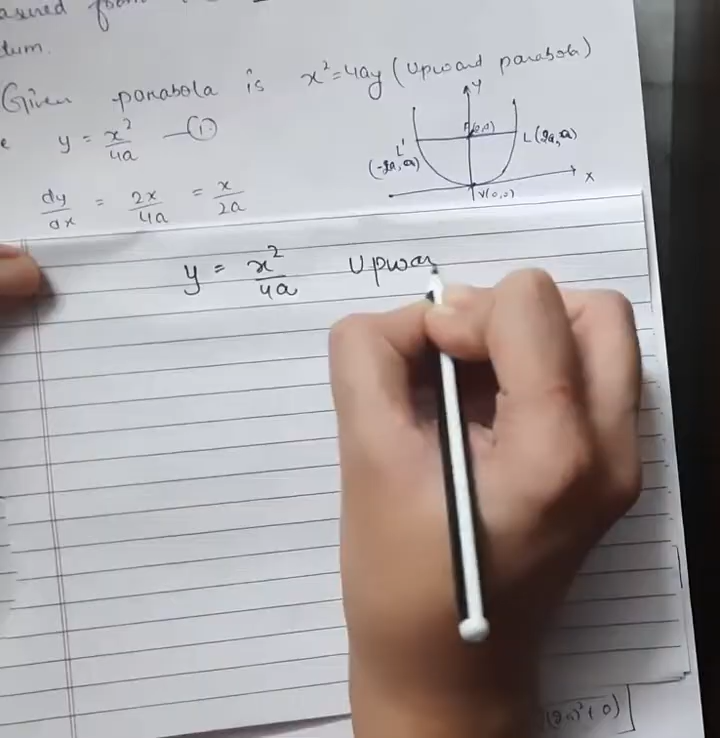 tum.
Given parabola is x² = 4ay (Upward parabola)
y = x²/4a —(1)
Y
L'
(-2a, a)
L (2a, a)
X
V(0,0)
dy/dx = 2x/4a = x/2a
y = x²/4a Upwar
(2a)² + 0)]